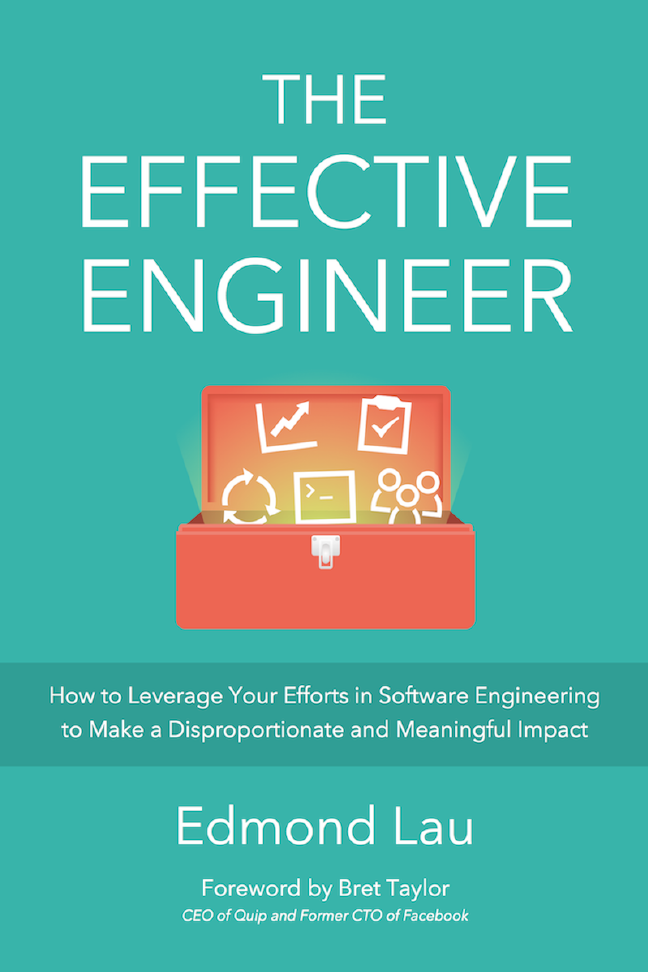 THE
EFFECTIVE
ENGINEER
How to Leverage Your Efforts in Software Engineering
to Make a Disproportionate and Meaningful Impact
Edmond Lau
Foreword by Bret Taylor
CEO of Quip and Former CTO of Facebook